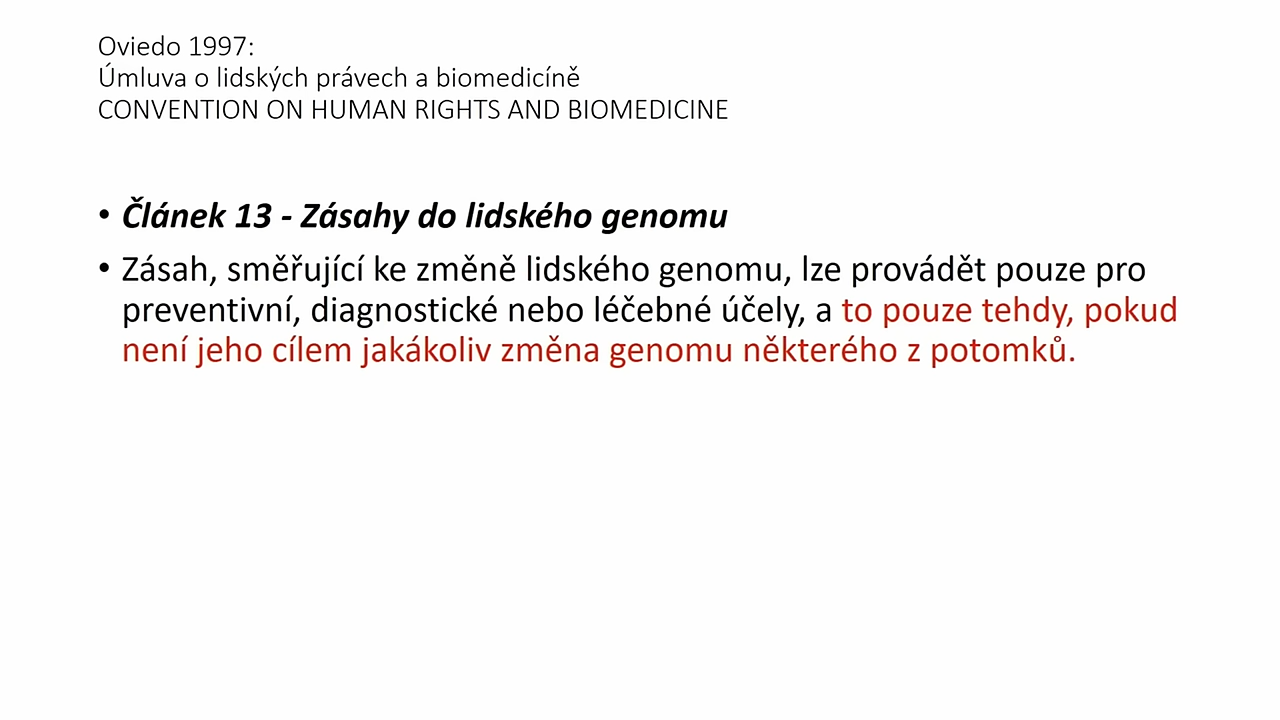 Oviedo 1997:
Úmluva o lidských právech a biomedicíně
CONVENTION ON HUMAN RIGHTS AND BIOMEDICINE
• Článek 13 - Zásahy do lidského genomu
• Zásah, směřující ke změně lidského genomu, lze provádět pouze pro
preventivní, diagnostické nebo léčebné účely, a to pouze tehdy, pokud
není jeho cílem jakákoliv změna genomu některého z potomků.